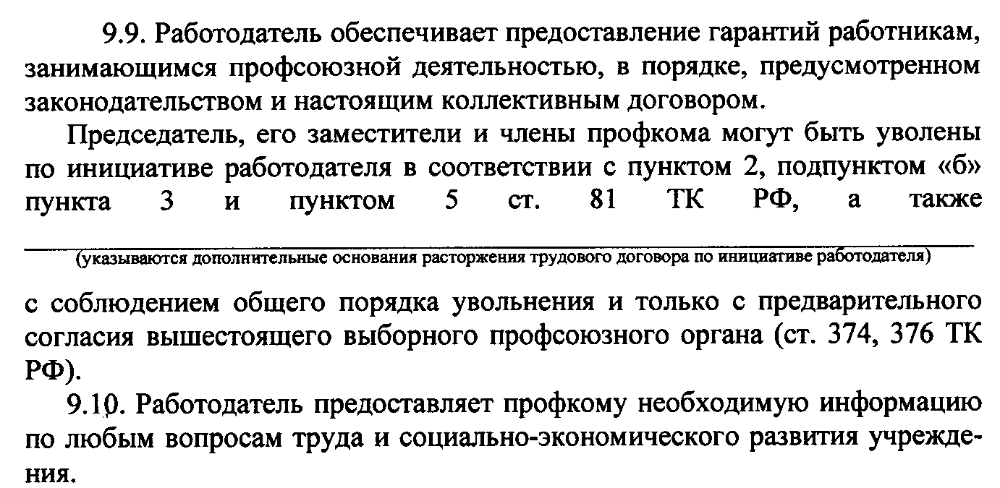 9.9. Работодатель обеспечивает предоставление гарантий работникам,
занимающимся профсоюзной деятельностью, в порядке, предусмотренном
законодательством и настоящим коллективным договором.
Председатель, его заместители и члены профкома могут быть уволены
по инициативе работодателя в соответствии с пунктом 2, подпунктом «б»
пункта 3 и пунктом 5 ст. 81 ТК РФ, а также
(указываются дополнительные основания расторжения трудового договора по инициативе работодателя)
с соблюдением общего порядка увольнения и только с предварительного
согласия вышестоящего выборного профсоюзного органа (ст. 374, 376 ТК
РФ).
9.10. Работодатель предоставляет профкому необходимую информацию
по любым вопросам труда и социально-экономического развития учрежде-
ния.